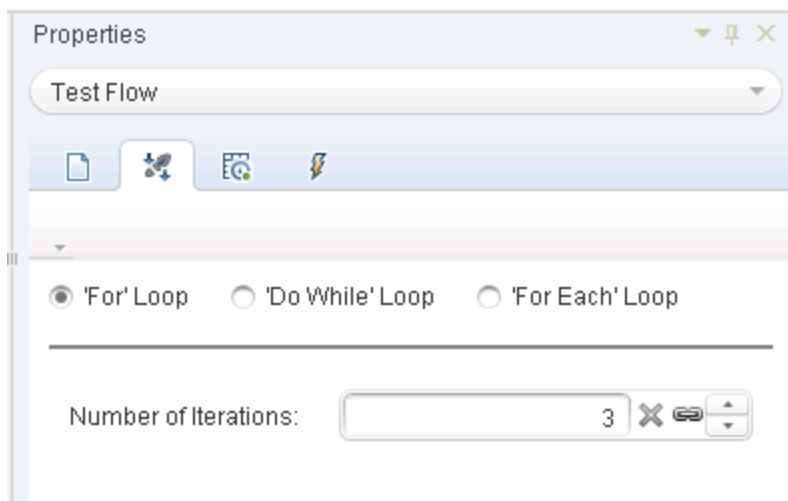 Properties
Test Flow
'For' Loop 'Do While' Loop 'For Each' Loop
Number of Iterations: 3